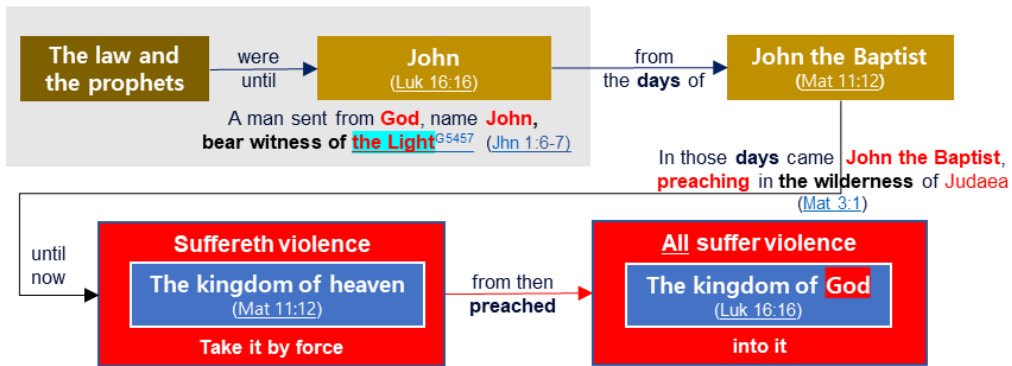 The law and
the prophets
were
until
John
(Luk 16:16)
from
the days of
John the Baptist
(Mat 11:12)
A man sent from God, name John,
bear witness of the LightG5457 (Jhn 1:6-7)
In those days came John the Baptist,
preaching in the wilderness of Judaea
(Mat 3:1)
until
now
Suffereth violence
The kingdom of heaven
(Mat 11:12)
Take it by force
from then
preached
All suffer violence
The kingdom of God
(Luk 16:16)
into it